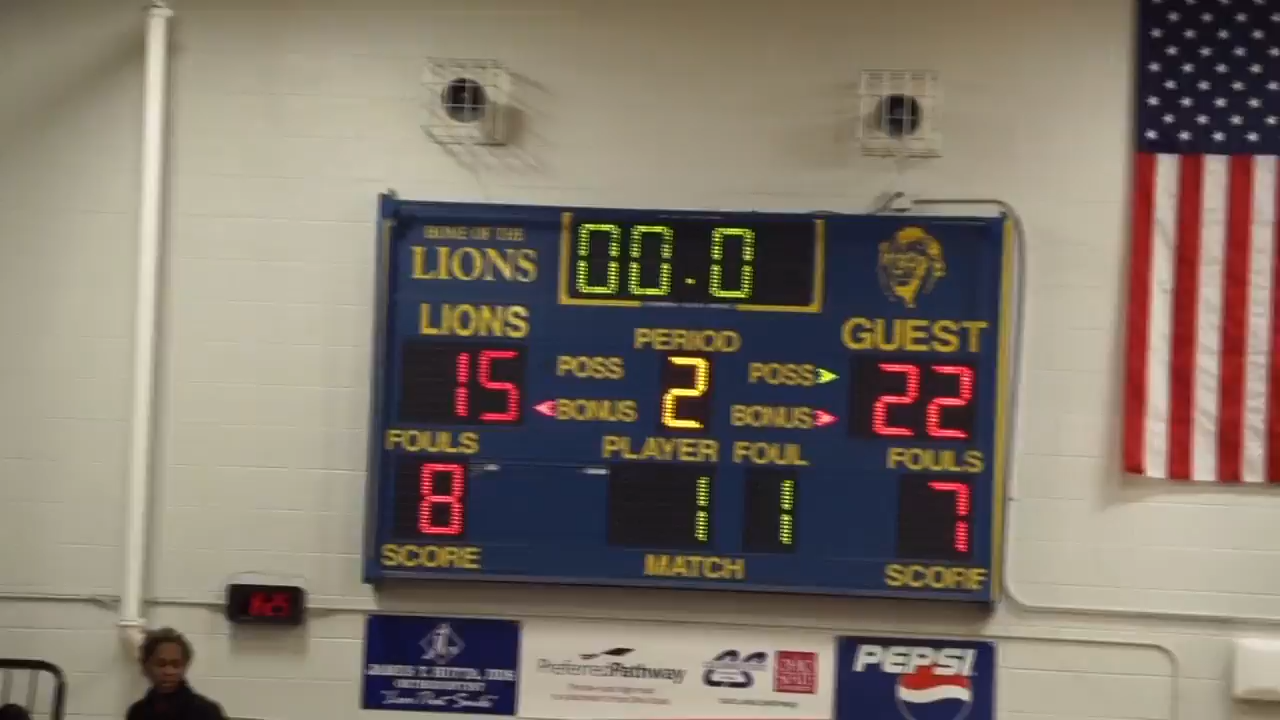 HOME OF THE
LIONS
00.0
LIONS
PERIOD
GUEST
15
POSS
2
POSS
22
BONUS
BONUS
FOULS
PLAYER FOUL
FOULS
8
1
1
7
SCORE
MATCH
SCORE
PreferredPathway
PEPSI